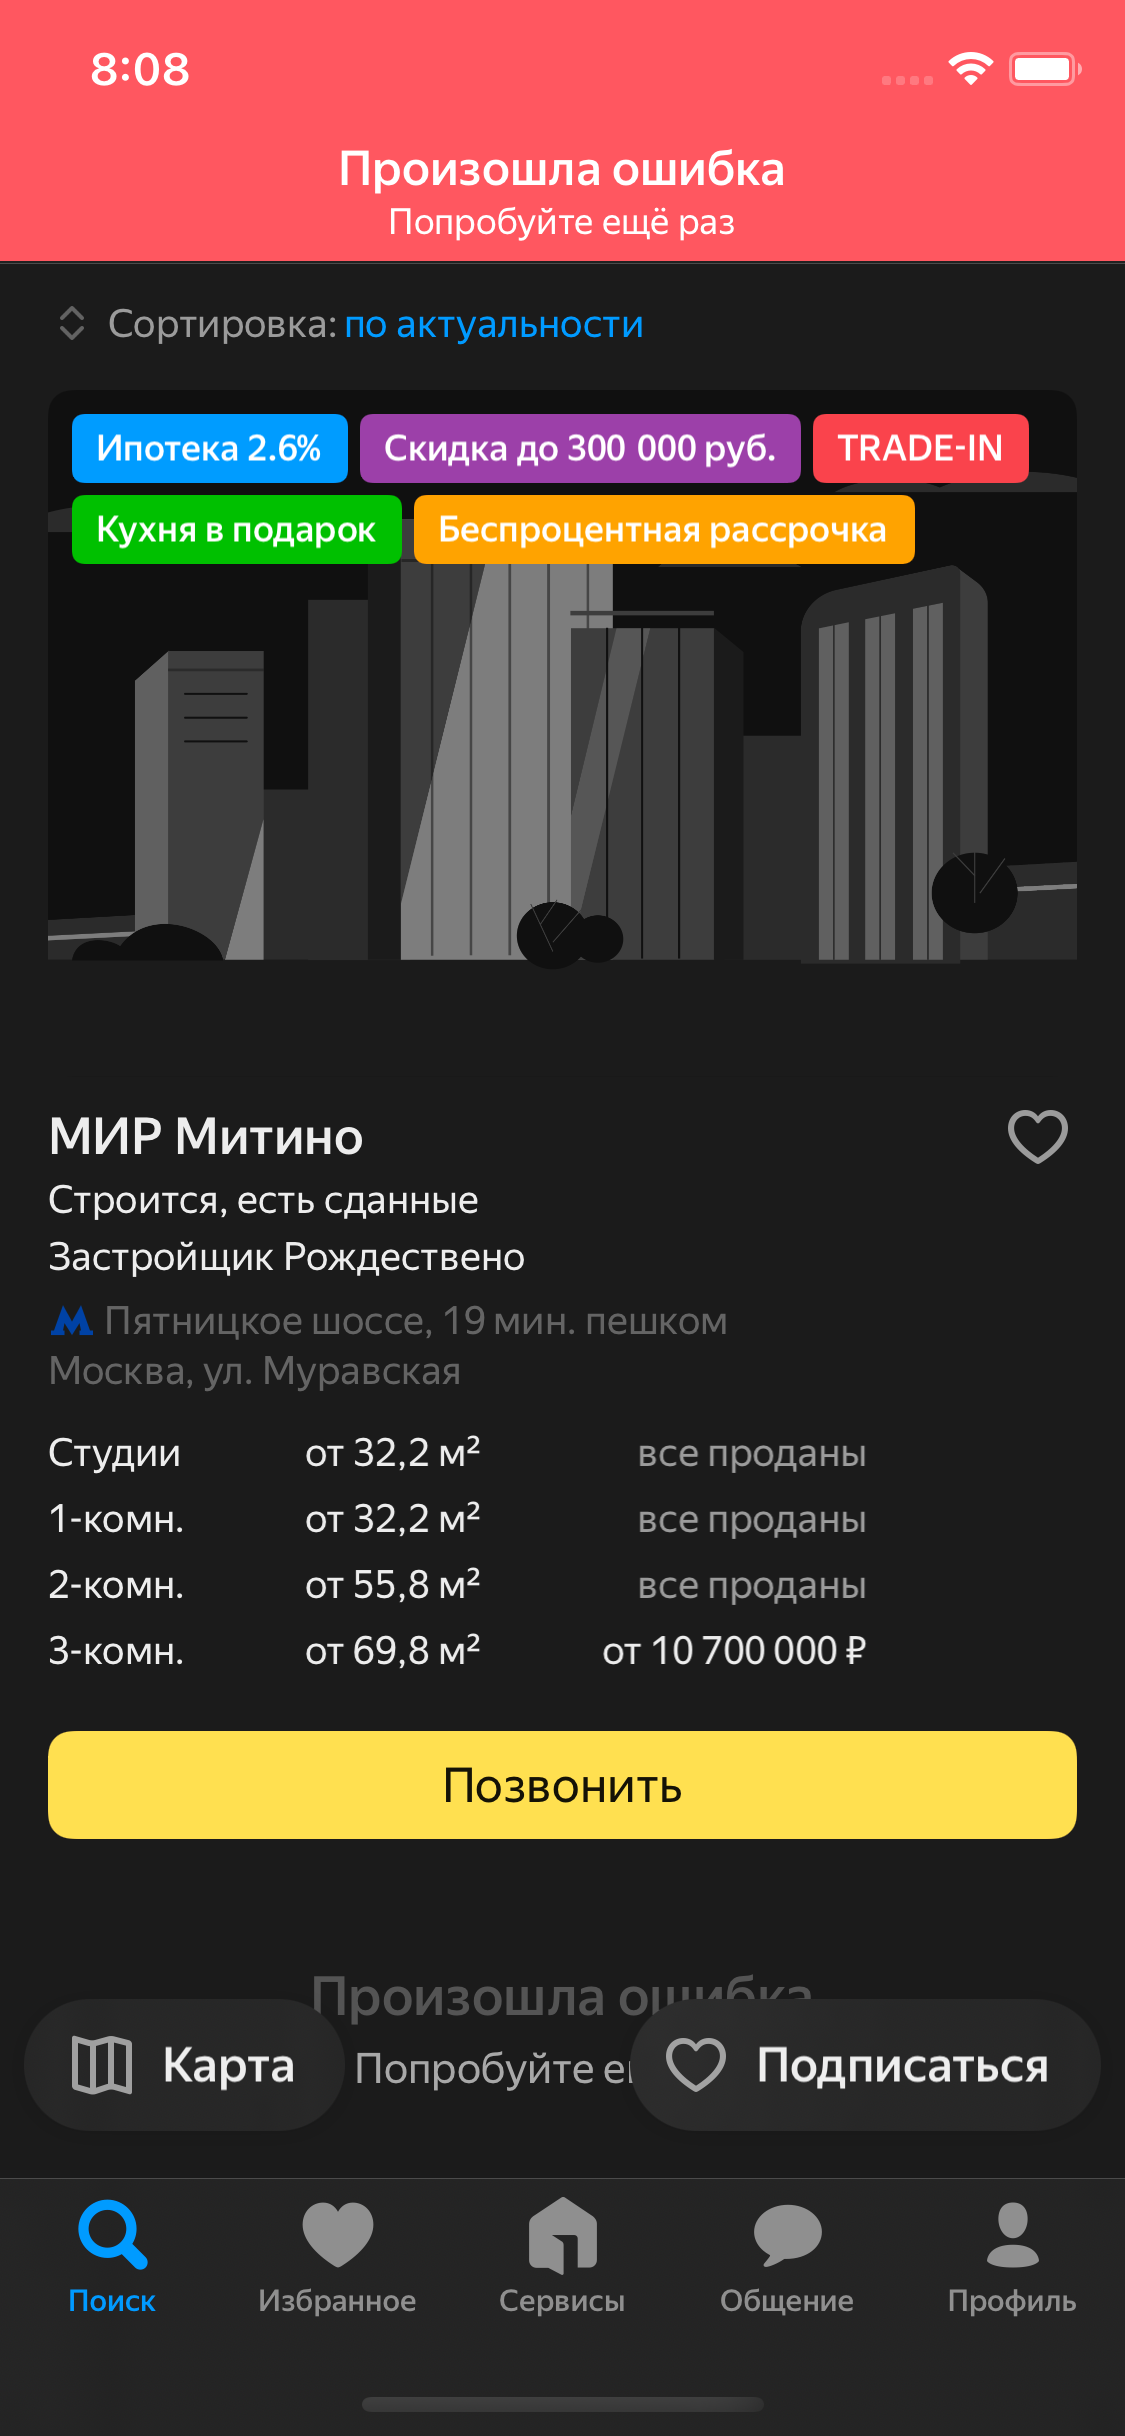 8:08
Произошла ошибка
Попробуйте ещё раз
Сортировка: по актуальности
Ипотека 2.6% Скидка до 300 000 руб. TRADE-IN
Кухня в подарок Беспроцентная рассрочка
МИР Митино
Строится, есть сданные
Застройщик Рождествено
Пятницкое шоссе, 19 мин. пешком
Москва, ул. Муравская
Студии от 32,2 м² все проданы
1-комн. от 32,2 м² все проданы
2-комн. от 55,8 м² все проданы
3-комн. от 69,8 м² от 10 700 000 ₽
Позвонить
Произошла ошибка
Попробуйте
Карта Подписаться
Поиск Избранное Сервисы Общение Профиль